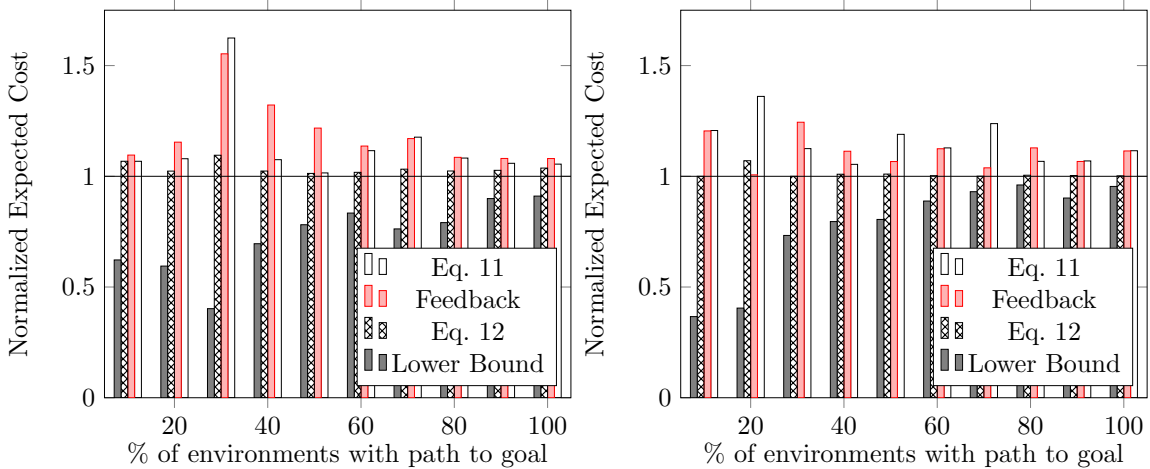 Normalized Expected Cost
1.5
1
0.5
0
Eq. 11
Feedback
Eq. 12
Lower Bound
20 40 60 80 100
% of environments with path to goal
Normalized Expected Cost
1.5
1
0.5
0
Eq. 11
Feedback
Eq. 12
Lower Bound
20 40 60 80 100
% of environments with path to goal